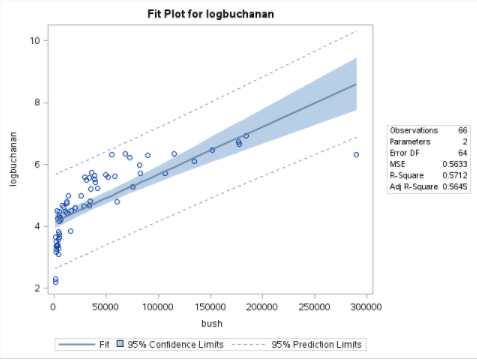 Fit Plot for logbuchanan
10
8
6
4
2
logbuchanan
0
50000
100000
150000
200000
250000
300000
bush
Fit
95% Confidence Limits
95% Prediction Limits
Observations 66
Parameters 2
Error DF 64
MSE 0.5633
R-Square 0.5712
Adj R-Square 0.5645